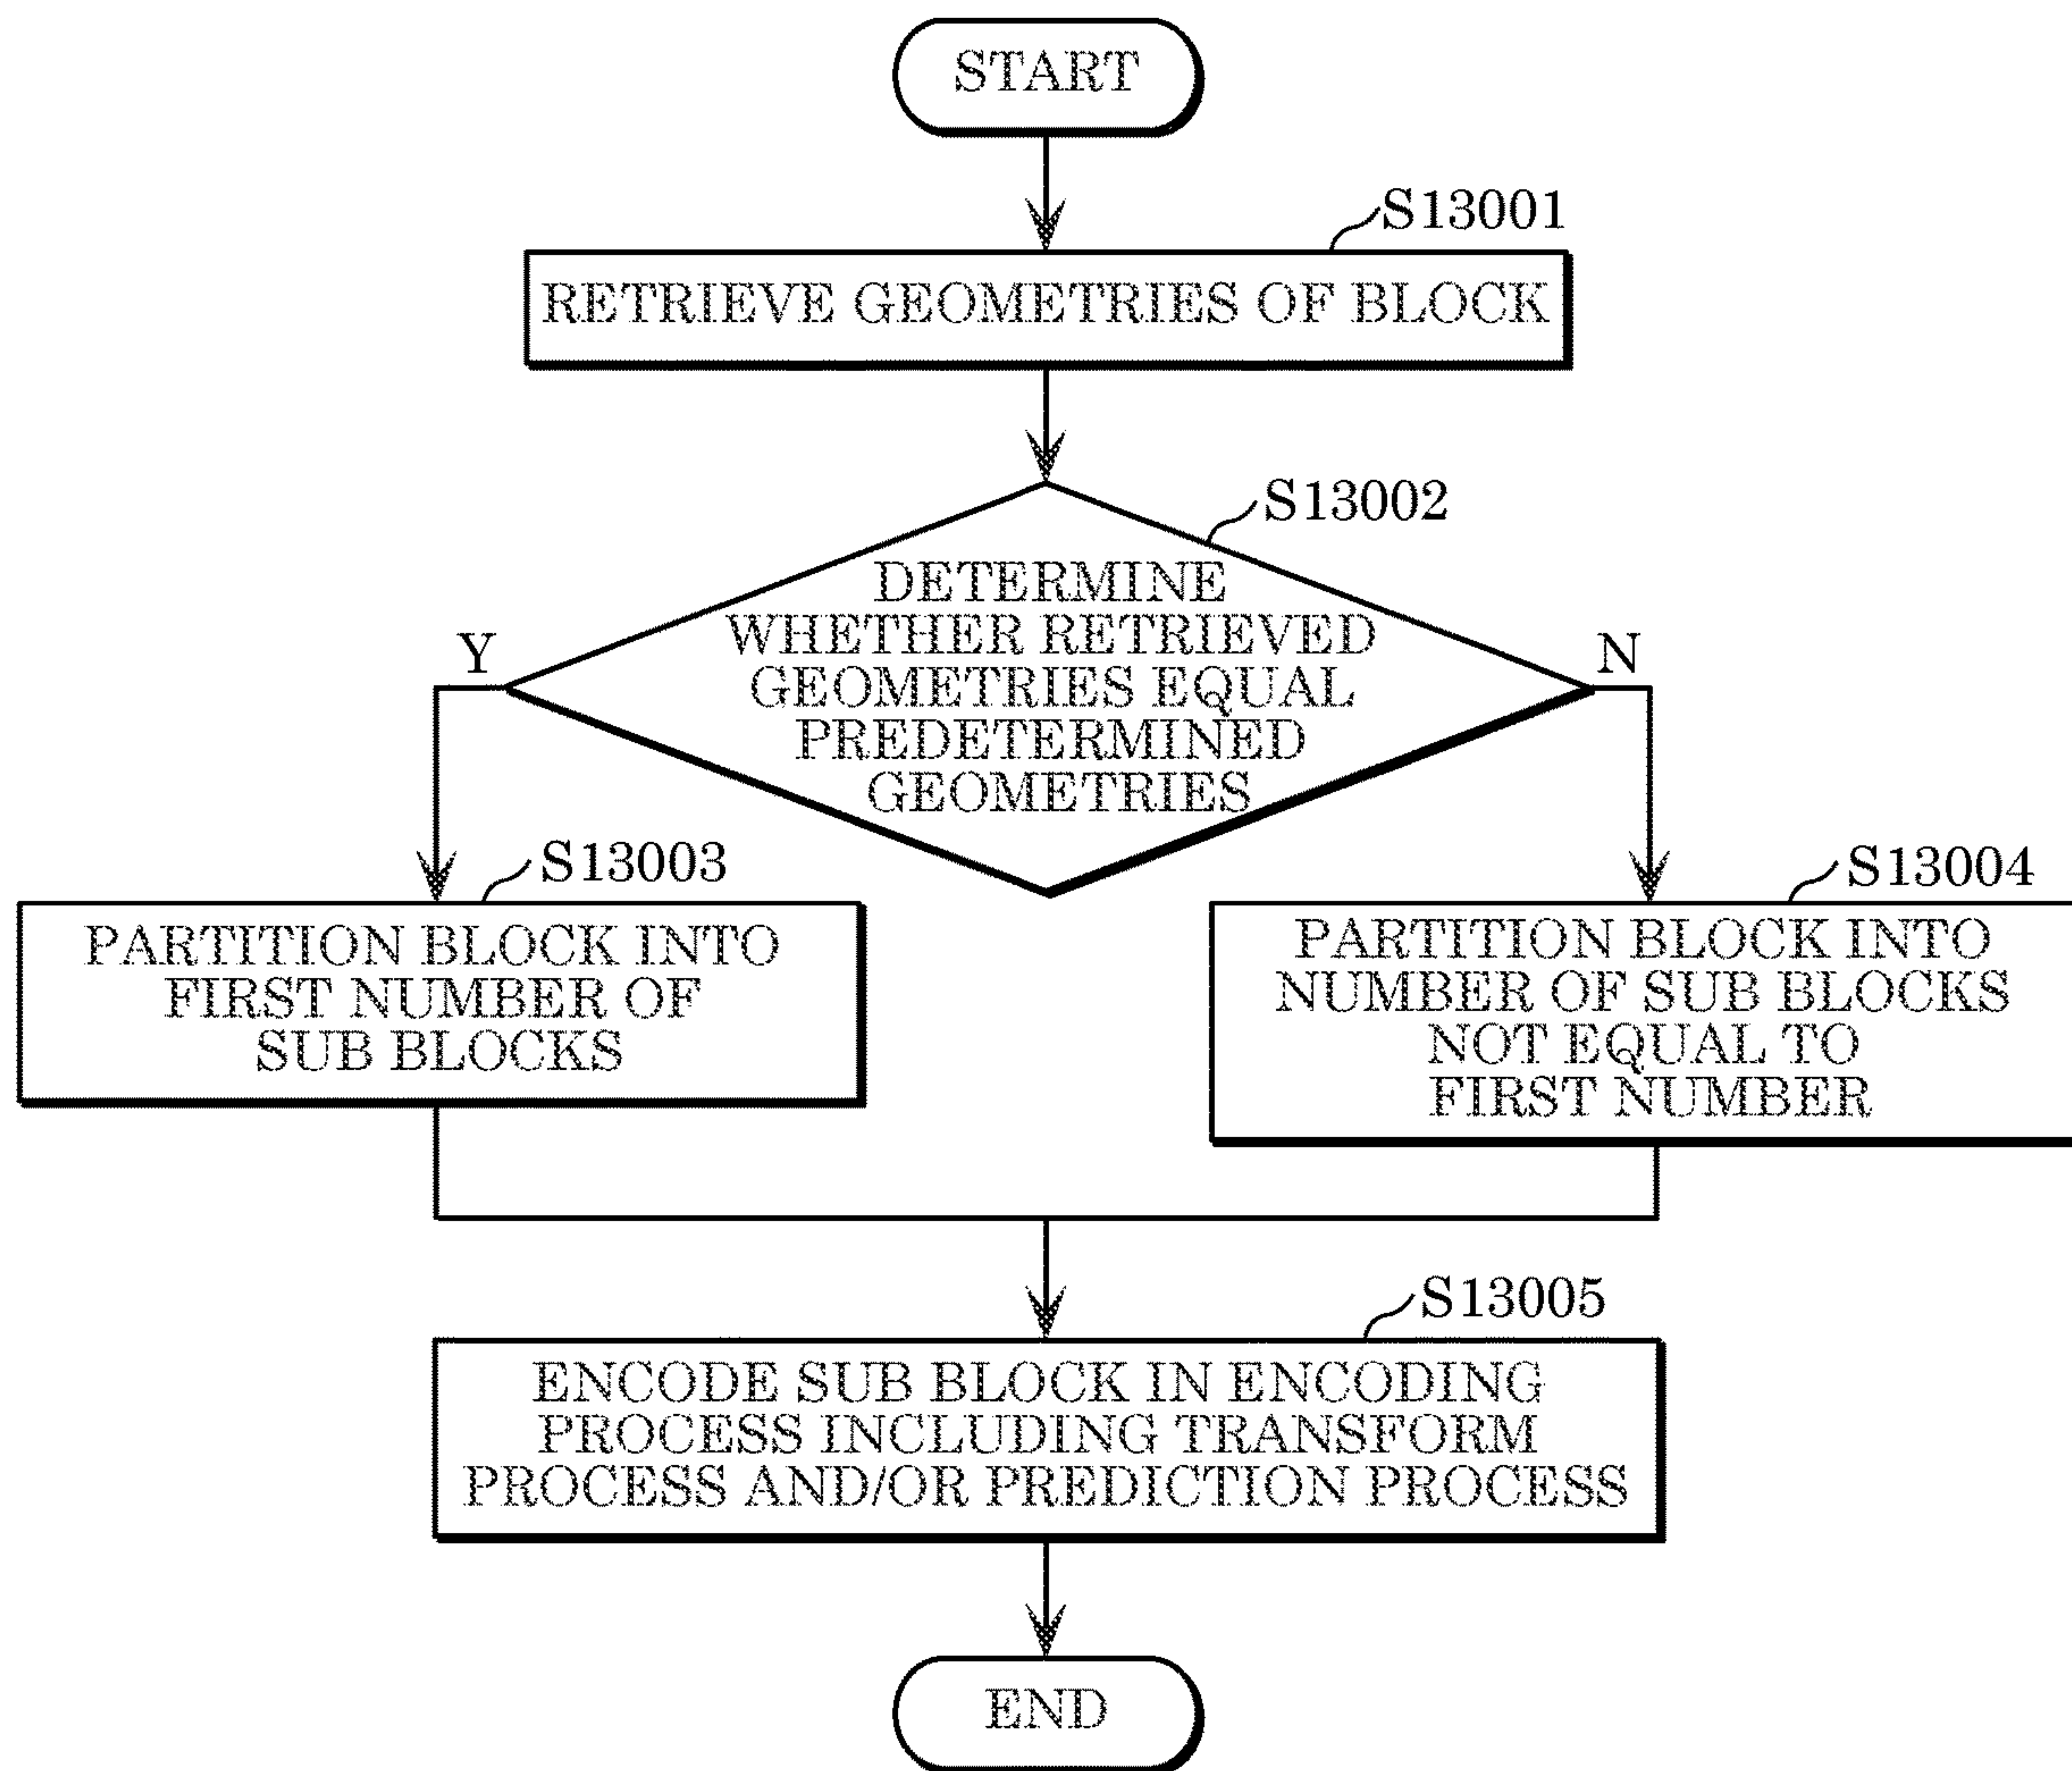 START
S13001
RETRIEVE GEOMETRIES OF BLOCK
S13002
DETERMINE
WHETHER RETRIEVED
GEOMETRIES EQUAL
PREDETERMINED
GEOMETRIES
Y
N
S13003
PARTITION BLOCK INTO
FIRST NUMBER OF
SUB BLOCKS
S13004
PARTITION BLOCK INTO
NUMBER OF SUB BLOCKS
NOT EQUAL TO
FIRST NUMBER
S13005
ENCODE SUB BLOCK IN ENCODING
PROCESS INCLUDING TRANSFORM
PROCESS AND/OR PREDICTION PROCESS
END